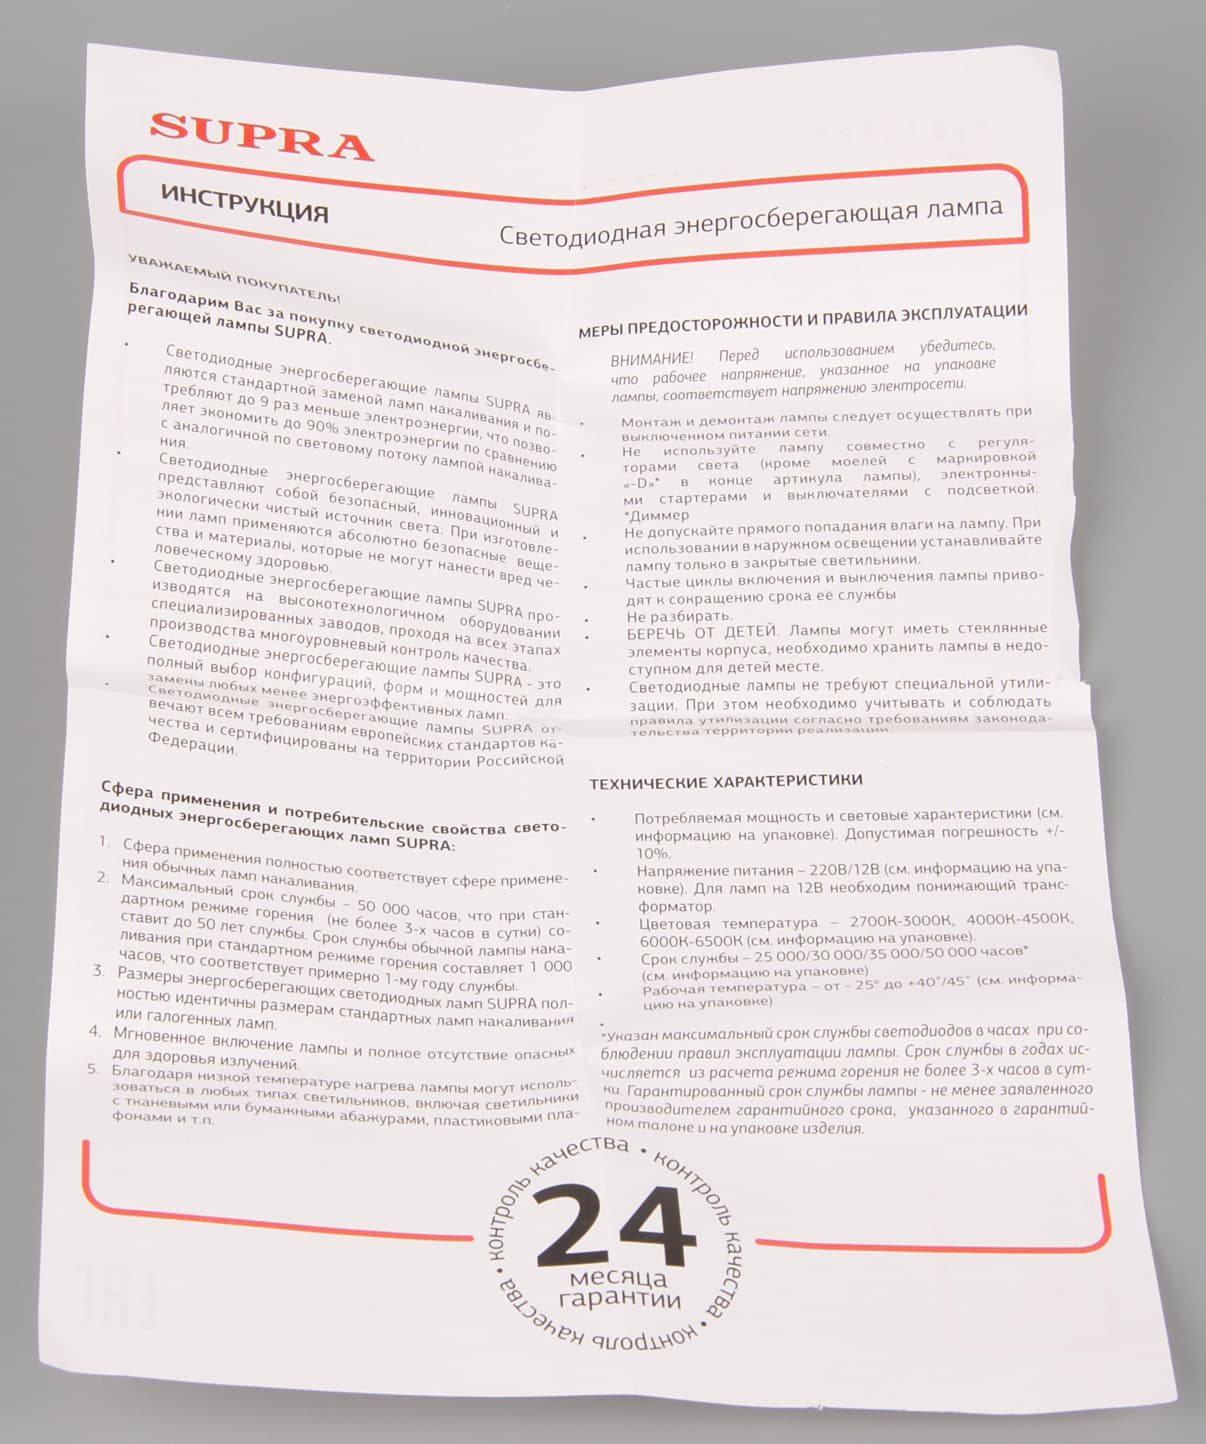 SUPRA
ИНСТРУКЦИЯ
Светодиодная энергосберегающая лампа
УВАЖАЕМЫЙ ПОКУПАТЕЛЬ!
Благодарим Вас за покупку светодиодной энергосбе-
регающей лампы SUPRA.
• Светодиодные энергосберегающие лампы SUPRA яв-
ляются стандартной заменой ламп накаливания и по-
требляют до 9 раз меньше электроэнергии, что позво-
ляет экономить до 90% электроэнергии по сравнению
с аналогичной по световому потоку лампой накалива-
ния.
• Светодиодные энергосберегающие лампы SUPRA
представляют собой безопасный, инновационный и
экологически чистый источник света. При изготовле-
нии ламп применяются абсолютно безопасные веще-
ства и материалы, которые не могут нанести вред че-
ловеческому здоровью.
• Светодиодные энергосберегающие лампы SUPRA про-
изводятся на высокотехнологичном оборудовании
специализированных заводов, проходя на всех этапах
производства многоуровневый контроль качества.
• Светодиодные энергосберегающие лампы SUPRA - это
полный выбор конфигураций, форм и мощностей для
замены любых менее энергоэффективных ламп.
• Светодиодные энергосберегающие лампы SUPRA от-
вечают всем требованиям европейских стандартов ка-
чества и сертифицированы на территории Российской
Федерации.
Сфера применения и потребительские свойства свето-
диодных энергосберегающих ламп SUPRA:
1. Сфера применения полностью соответствует сфере примене-
ния обычных ламп накаливания.
2. Максимальный срок службы – 50 000 часов, что при стан-
дартном режиме горения (не более 3-х часов в сутки) со-
ставит до 50 лет службы. Срок службы обычной лампы нака-
ливания при стандартном режиме горения составляет 1 000
часов, что соответствует примерно 1-му году службы.
3. Размеры энергосберегающих светодиодных ламп SUPRA пол-
ностью идентичны размерам стандартных ламп накаливания
или галогенных ламп.
4. Мгновенное включение лампы и полное отсутствие опасных
для здоровья излучений.
5. Благодаря низкой температуре нагрева лампы могут исполь-
зоваться в любых типах светильников, включая светильники
с тканевыми или бумажными абажурами, пластиковыми пла-
фонами и т.п.
МЕРЫ ПРЕДОСТОРОЖНОСТИ И ПРАВИЛА ЭКСПЛУАТАЦИИ
ВНИМАНИЕ! Перед использованием убедитесь,
что рабочее напряжение, указанное на упаковке
лампы, соответствует напряжению электросети.
• Монтаж и демонтаж лампы следует осуществлять при
выключенном питании сети.
• Не используйте лампу совместно с регуля-
торами света (кроме моелей с маркировкой
«-D»* в конце артикула лампы), электронны-
ми стартерами и выключателями с подсветкой.
*Диммер
• Не допускайте прямого попадания влаги на лампу. При
использовании в наружном освещении устанавливайте
лампу только в закрытые светильники.
• Частые циклы включения и выключения лампы приво-
дят к сокращению срока её службы
• Не разбирать.
• БЕРЕЧЬ ОТ ДЕТЕЙ. Лампы могут иметь стеклянные
элементы корпуса, необходимо хранить лампы в недо-
ступном для детей месте.
• Светодиодные лампы не требуют специальной утили-
зации. При этом необходимо учитывать и соблюдать
правила утилизации согласно требованиям законода-
тельства территории реализации.
ТЕХНИЧЕСКИЕ ХАРАКТЕРИСТИКИ
• Потребляемая мощность и световые характеристики (см.
информацию на упаковке). Допустимая погрешность +/-
10%.
• Напряжение питания – 220В/12В (см. информацию на упа-
ковке). Для ламп на 12В необходим понижающий транс-
форматор.
• Цветовая температура – 2700К-3000К, 4000К-4500К,
6000К-6500К (см. информацию на упаковке).
• Срок службы – 25 000/30 000/35 000/50 000 часов*
(см. информацию на упаковке)
• Рабочая температура – от - 25° до +40°/45° (см. информа-
цию на упаковке)
•
*Указан максимальный срок службы светодиодов в часах при со-
блюдении правил эксплуатации лампы. Срок службы в годах ис-
числяется из расчета режима горения не более 3-х часов в сут-
ки. Гарантированный срок службы лампы - не менее заявленного
производителем гарантийного срока, указанного в гарантий-
ном талоне и на упаковке изделия.
контроль качества • контроль качества • контроль качества •
24
месяца
гарантии